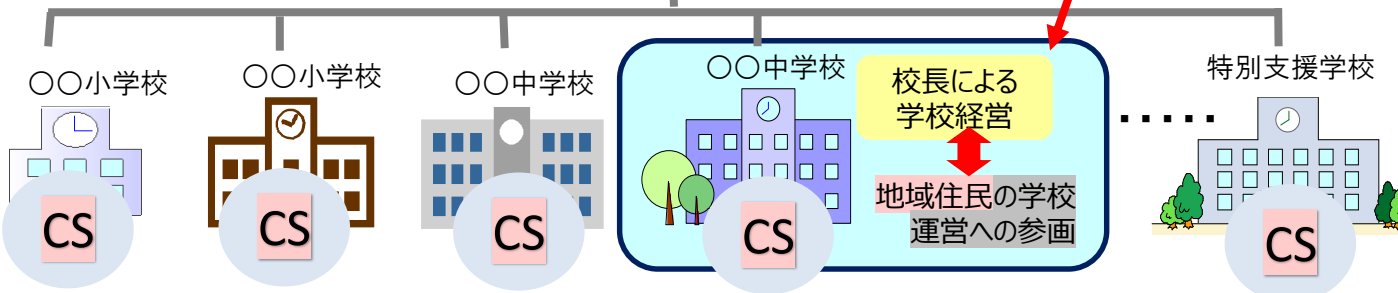 〇〇小学校
〇〇小学校
〇〇中学校
〇〇中学校
校長による
学校経営
地域住民の学校
運営への参画
・・・・・
特別支援学校
CS
CS
CS
CS
CS